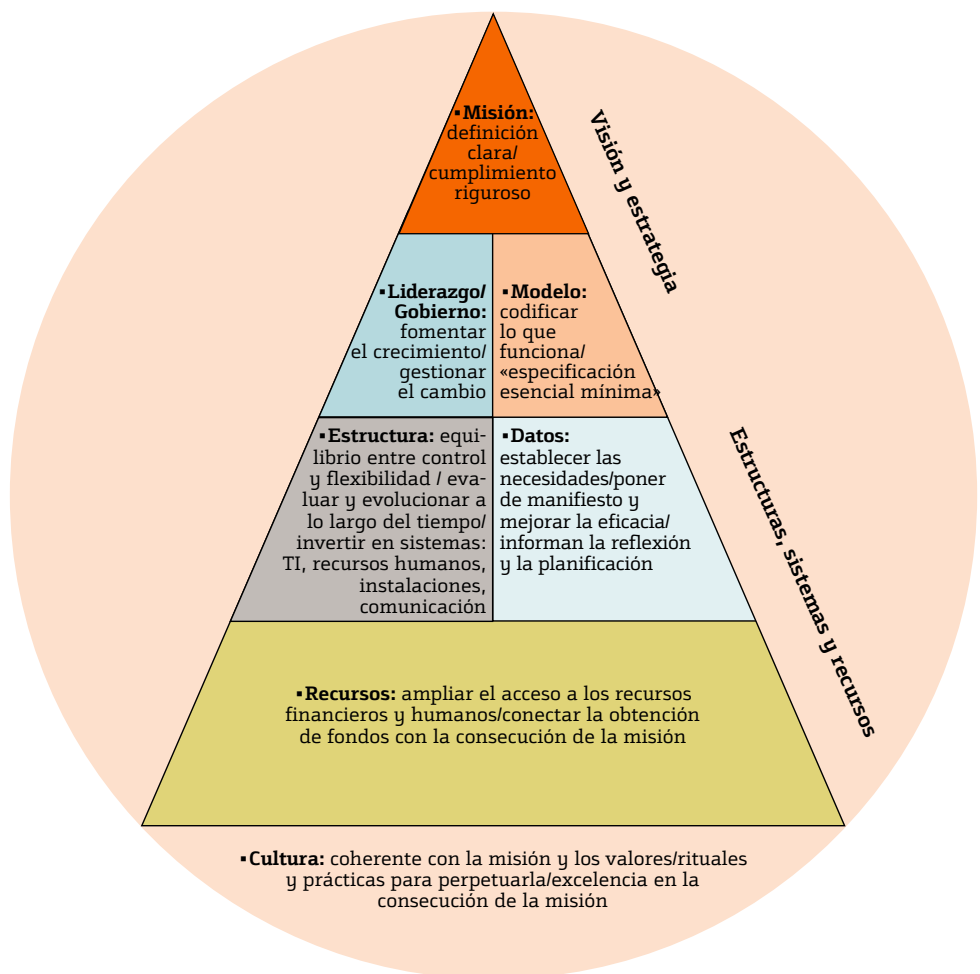 ▪Misión:
definición
clara/
cumplimiento
riguroso
Visión y estrategia
▪Liderazgo/
Gobierno:
fomentar
el crecimiento/
gestionar
el cambio
▪Modelo:
codificar
lo que
funciona/
«especificación
esencial mínima»
▪Estructura: equi-
librio entre control
y flexibilidad / eva-
luar y evolucionar a
lo largo del tiempo/
invertir en sistemas:
TI, recursos humanos,
instalaciones,
comunicación
▪Datos:
establecer las
necesidades/poner
de manifiesto y
mejorar la eficacia/
informan la reflexión
y la planificación
Estructuras, sistemas y recursos
▪Recursos: ampliar el acceso a los recursos
financieros y humanos/conectar la obtención
de fondos con la consecución de la misión
▪Cultura: coherente con la misión y los valores/rituales
y prácticas para perpetuarla/excelencia en la
consecución de la misión